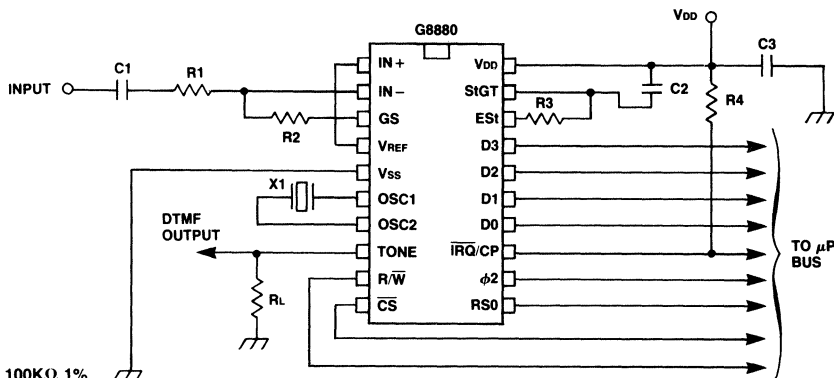 G8880
VDD
C3
C1
R1
INPUT
IN+
VDD
IN−
StGT
C2
R3
R4
GS
ESt
R2
VREF
D3
VSS
D2
X1
OSC1
D1
OSC2
D0
DTMF
OUTPUT
TONE
IRQ/CP
TO μP
BUS
R/W
φ2
RL
CS
RS0
100KΩ 1%